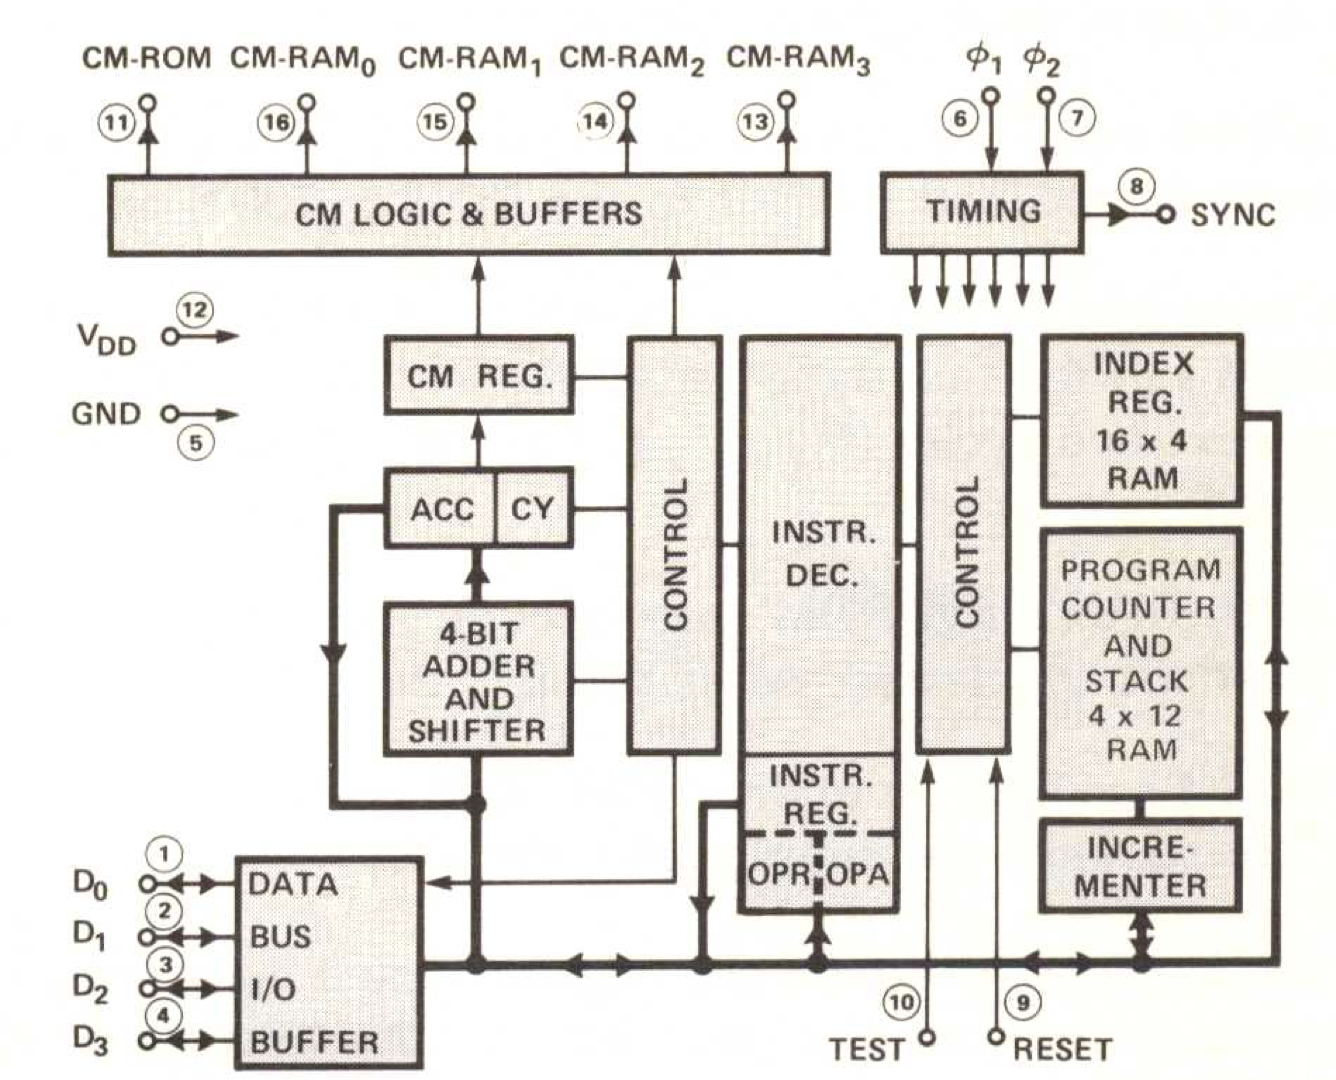 CM-ROM CM-RAM0 CM-RAM1 CM-RAM2 CM-RAM3 ϕ1 ϕ2
11 16 15 14 13 6 7
8
CM LOGIC & BUFFERS
TIMING
SYNC
12
VDD
GND
5
CM REG.
ACC CY
4-BIT
ADDER
AND
SHIFTER
CONTROL
INSTR.
DEC.
INSTR.
REG.
OPR OPA
CONTROL
INDEX
REG.
16 x 4
RAM
PROGRAM
COUNTER
AND
STACK
4 x 12
RAM
INCRE-
MENTER
1
D0 DATA
2
D1 BUS
3
D2 I/O
4
D3 BUFFER
10 9
TEST RESET